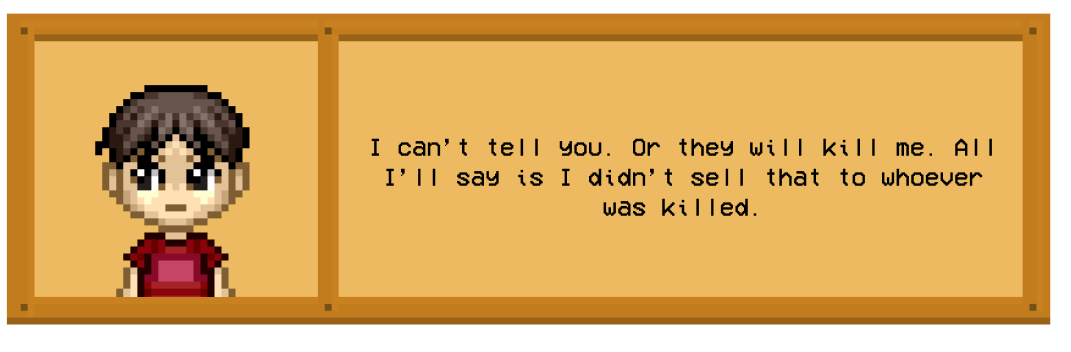 I can't tell you. Or they will kill me. All
I'll say is I didn't sell that to whoever
was killed.